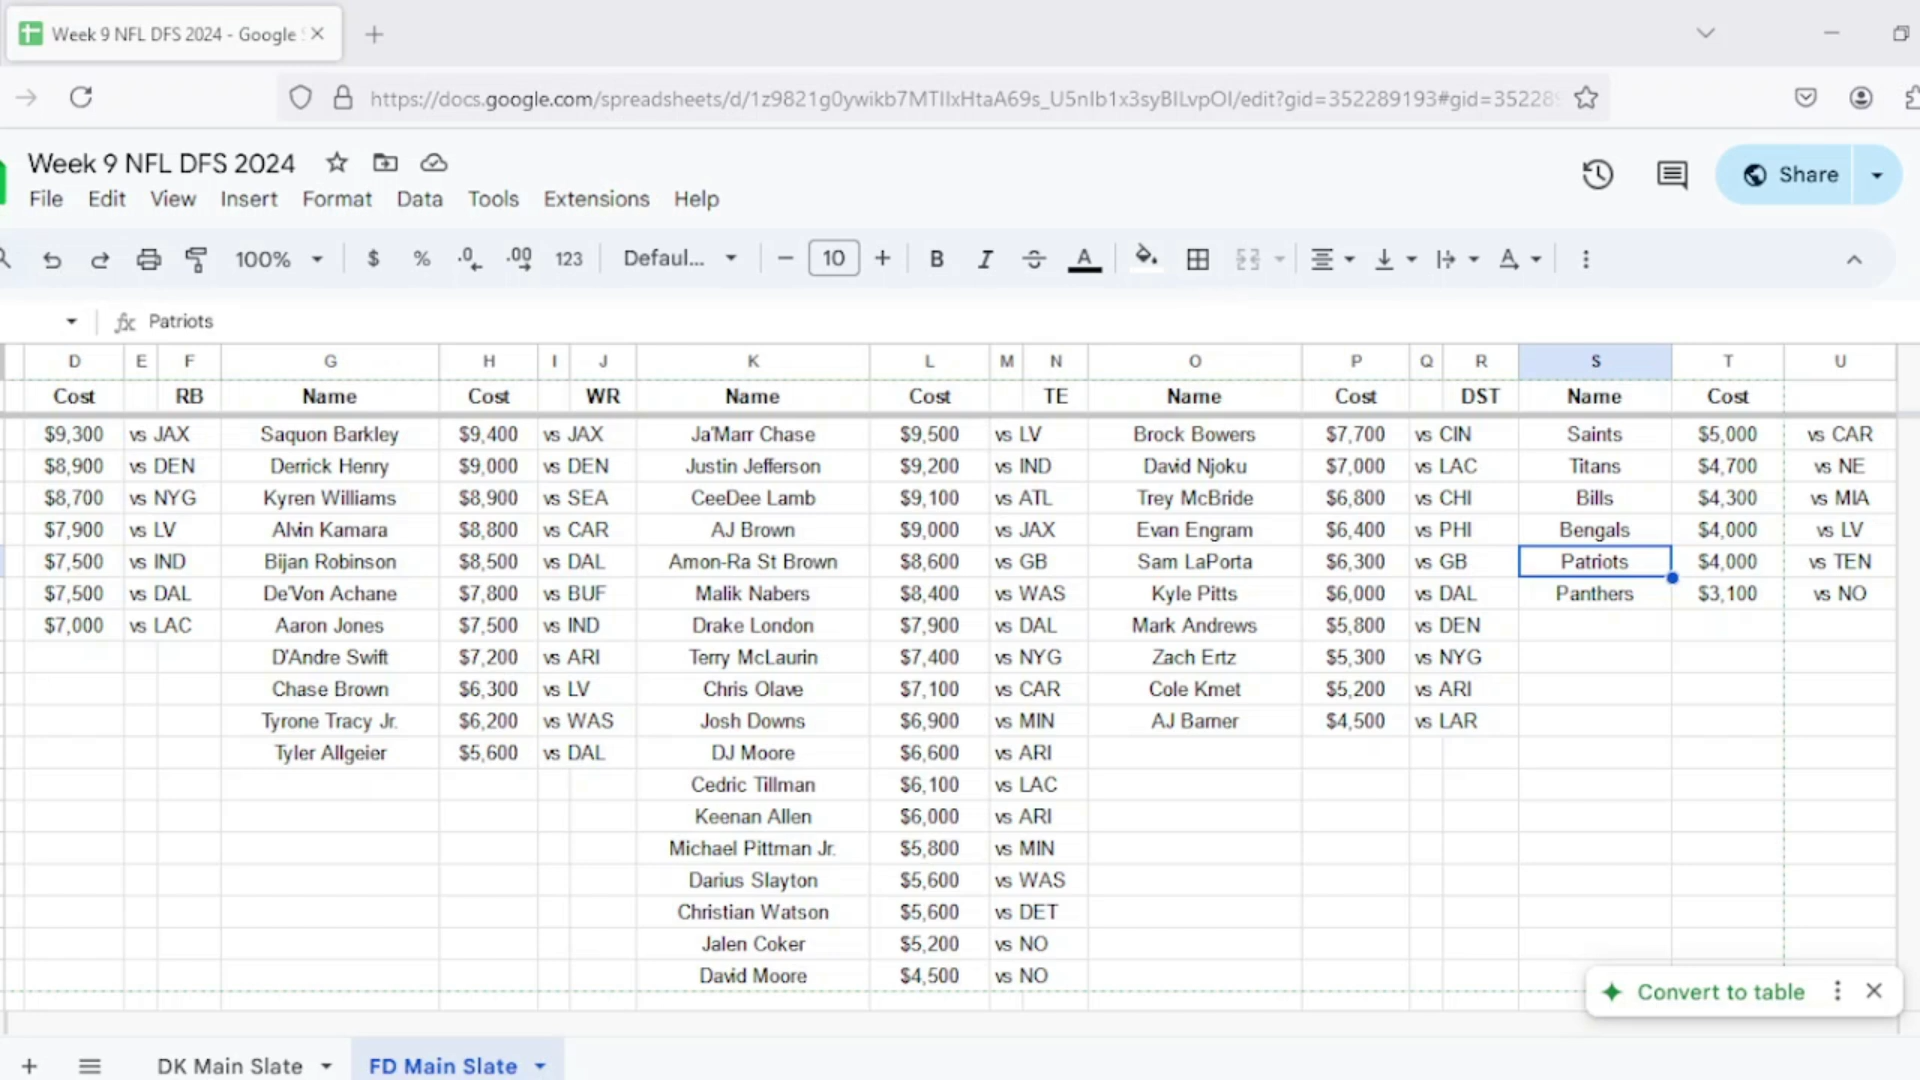 Week 9 NFL DFS 2024 - Google
https://docs.google.com/spreadsheets/d/1z9821g0ywikb7MTIIxHtaA69s_U5nIb1x3syBILvpOI/edit?gid=352289193#gid=35228
Week 9 NFL DFS 2024
Share
File Edit View Insert Format Data Tools Extensions Help
100% $ % .0 .00 123 Defaul... 10 B I A
fx Patriots
D E F G H I J K L M N O P Q R S T U
Cost RB Name Cost WR Name Cost TE Name Cost DST Name Cost
$9,300 vs JAX Saquon Barkley $9,400 vs JAX Ja'Marr Chase $9,500 vs LV Brock Bowers $7,700 vs CIN Saints $5,000 vs CAR
$8,900 vs DEN Derrick Henry $9,000 vs DEN Justin Jefferson $9,200 vs IND David Njoku $7,000 vs LAC Titans $4,700 vs NE
$8,700 vs NYG Kyren Williams $8,900 vs SEA CeeDee Lamb $9,100 vs ATL Trey McBride $6,800 vs CHI Bills $4,300 vs MIA
$7,900 vs LV Alvin Kamara $8,800 vs CAR AJ Brown $9,000 vs JAX Evan Engram $6,400 vs PHI Bengals $4,000 vs LV
$7,500 vs IND Bijan Robinson $8,500 vs DAL Amon-Ra St Brown $8,600 vs GB Sam LaPorta $6,300 vs GB Patriots $4,000 vs TEN
$7,500 vs DAL De'Von Achane $7,800 vs BUF Malik Nabers $8,400 vs WAS Kyle Pitts $6,000 vs DAL Panthers $3,100 vs NO
$7,000 vs LAC Aaron Jones $7,500 vs IND Drake London $7,900 vs DAL Mark Andrews $5,800 vs DEN
D'Andre Swift $7,200 vs ARI Terry McLaurin $7,400 vs NYG Zach Ertz $5,300 vs NYG
Chase Brown $6,300 vs LV Chris Olave $7,100 vs CAR Cole Kmet $5,200 vs ARI
Tyrone Tracy Jr. $6,200 vs WAS Josh Downs $6,900 vs MIN AJ Barner $4,500 vs LAR
Tyler Allgeier $5,600 vs DAL DJ Moore $6,600 vs ARI
Cedric Tillman $6,100 vs LAC
Keenan Allen $6,000 vs ARI
Michael Pittman Jr. $5,800 vs MIN
Darius Slayton $5,600 vs WAS
Christian Watson $5,600 vs DET
Jalen Coker $5,200 vs NO
David Moore $4,500 vs NO
Convert to table
DK Main Slate FD Main Slate